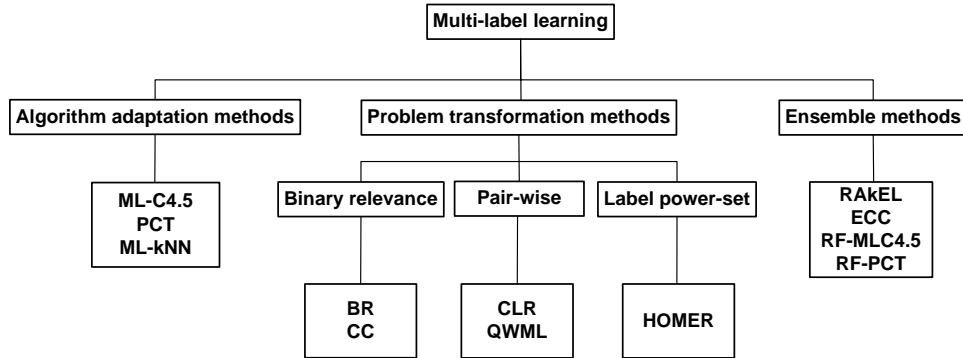 Multi-label learning
Algorithm adaptation methods
Problem transformation methods
Ensemble methods
ML-C4.5
PCT
ML-kNN
Binary relevance
Pair-wise
Label power-set
RAkEL
ECC
RF-MLC4.5
RF-PCT
BR
CC
CLR
QWML
HOMER